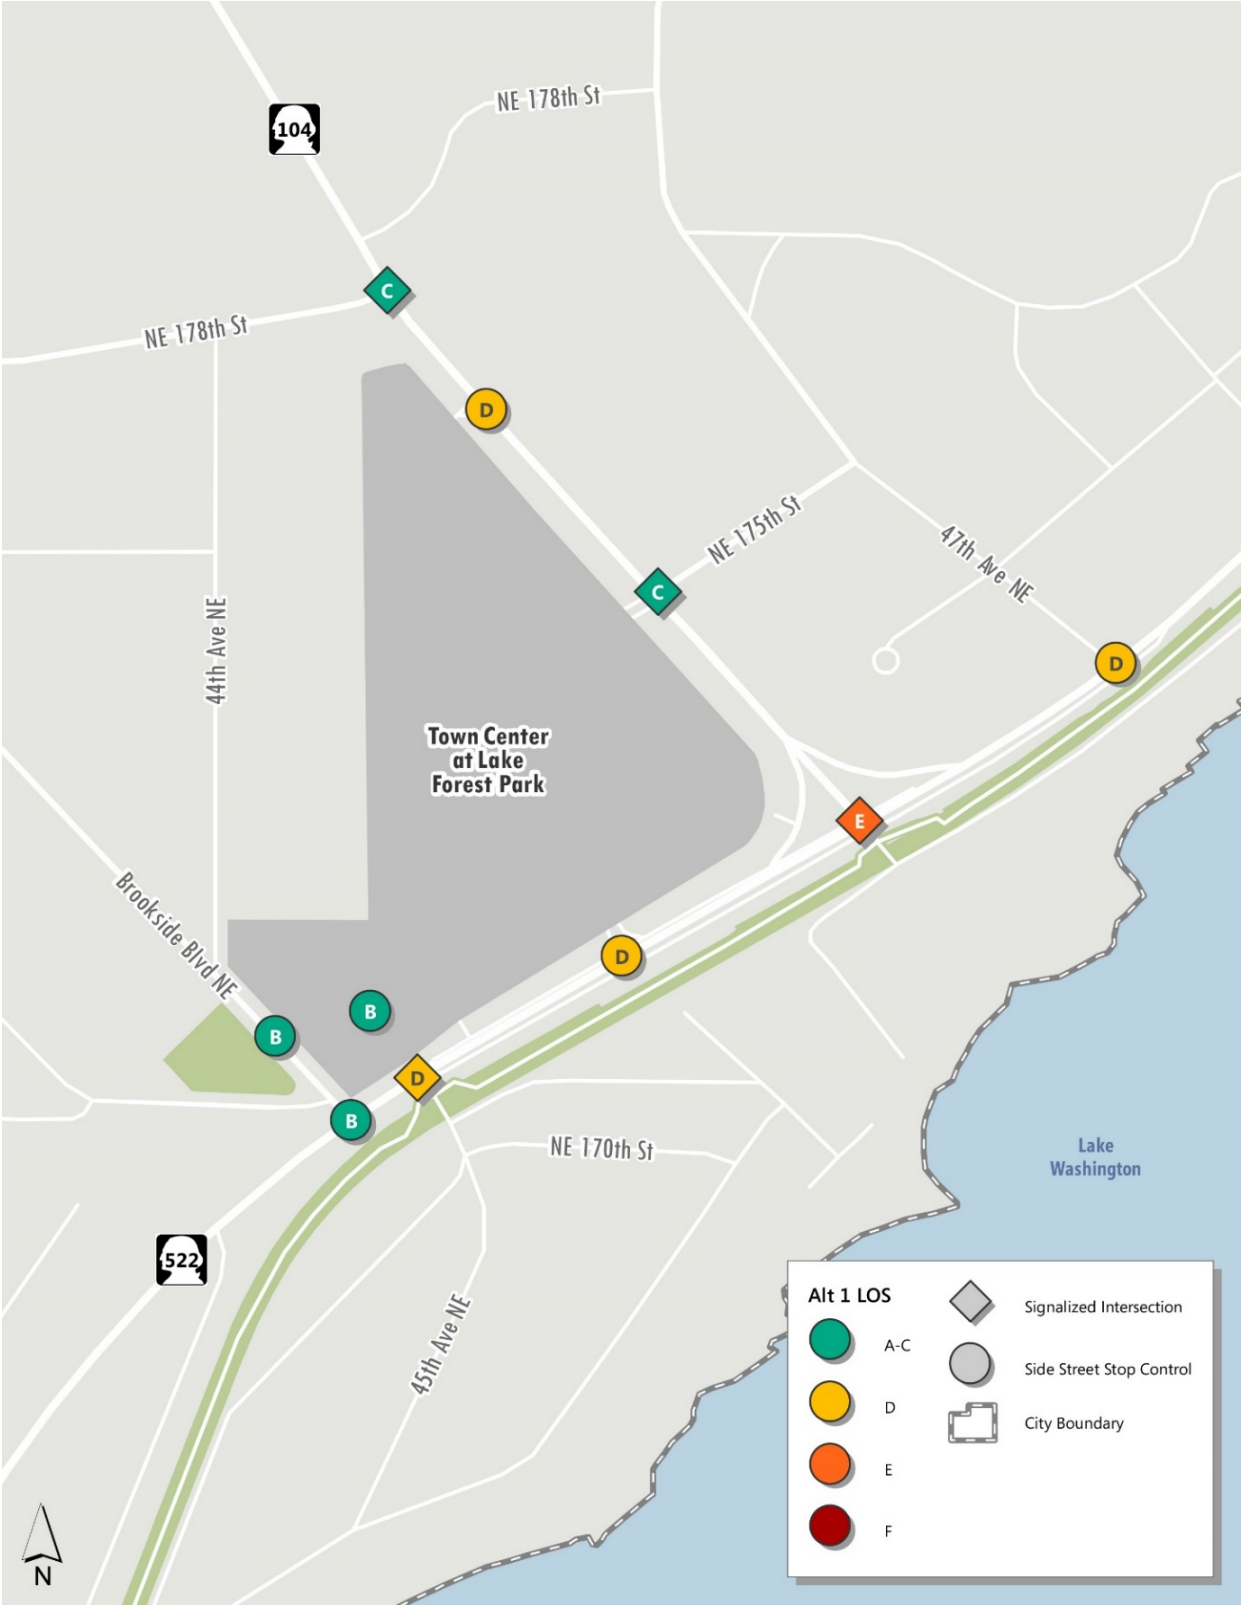 NE 178th St
104
C
NE 178th St
D
NE 175th St
47th Ave NE
C
44th Ave NE
D
Town Center
at Lake
Forest Park
E
Brookside Blvd NE
D
B
B
D
B
NE 170th St
Lake
Washington
522
45th Ave NE
Alt 1 LOS
A-C
D
E
F
Signalized Intersection
Side Street Stop Control
City Boundary
N